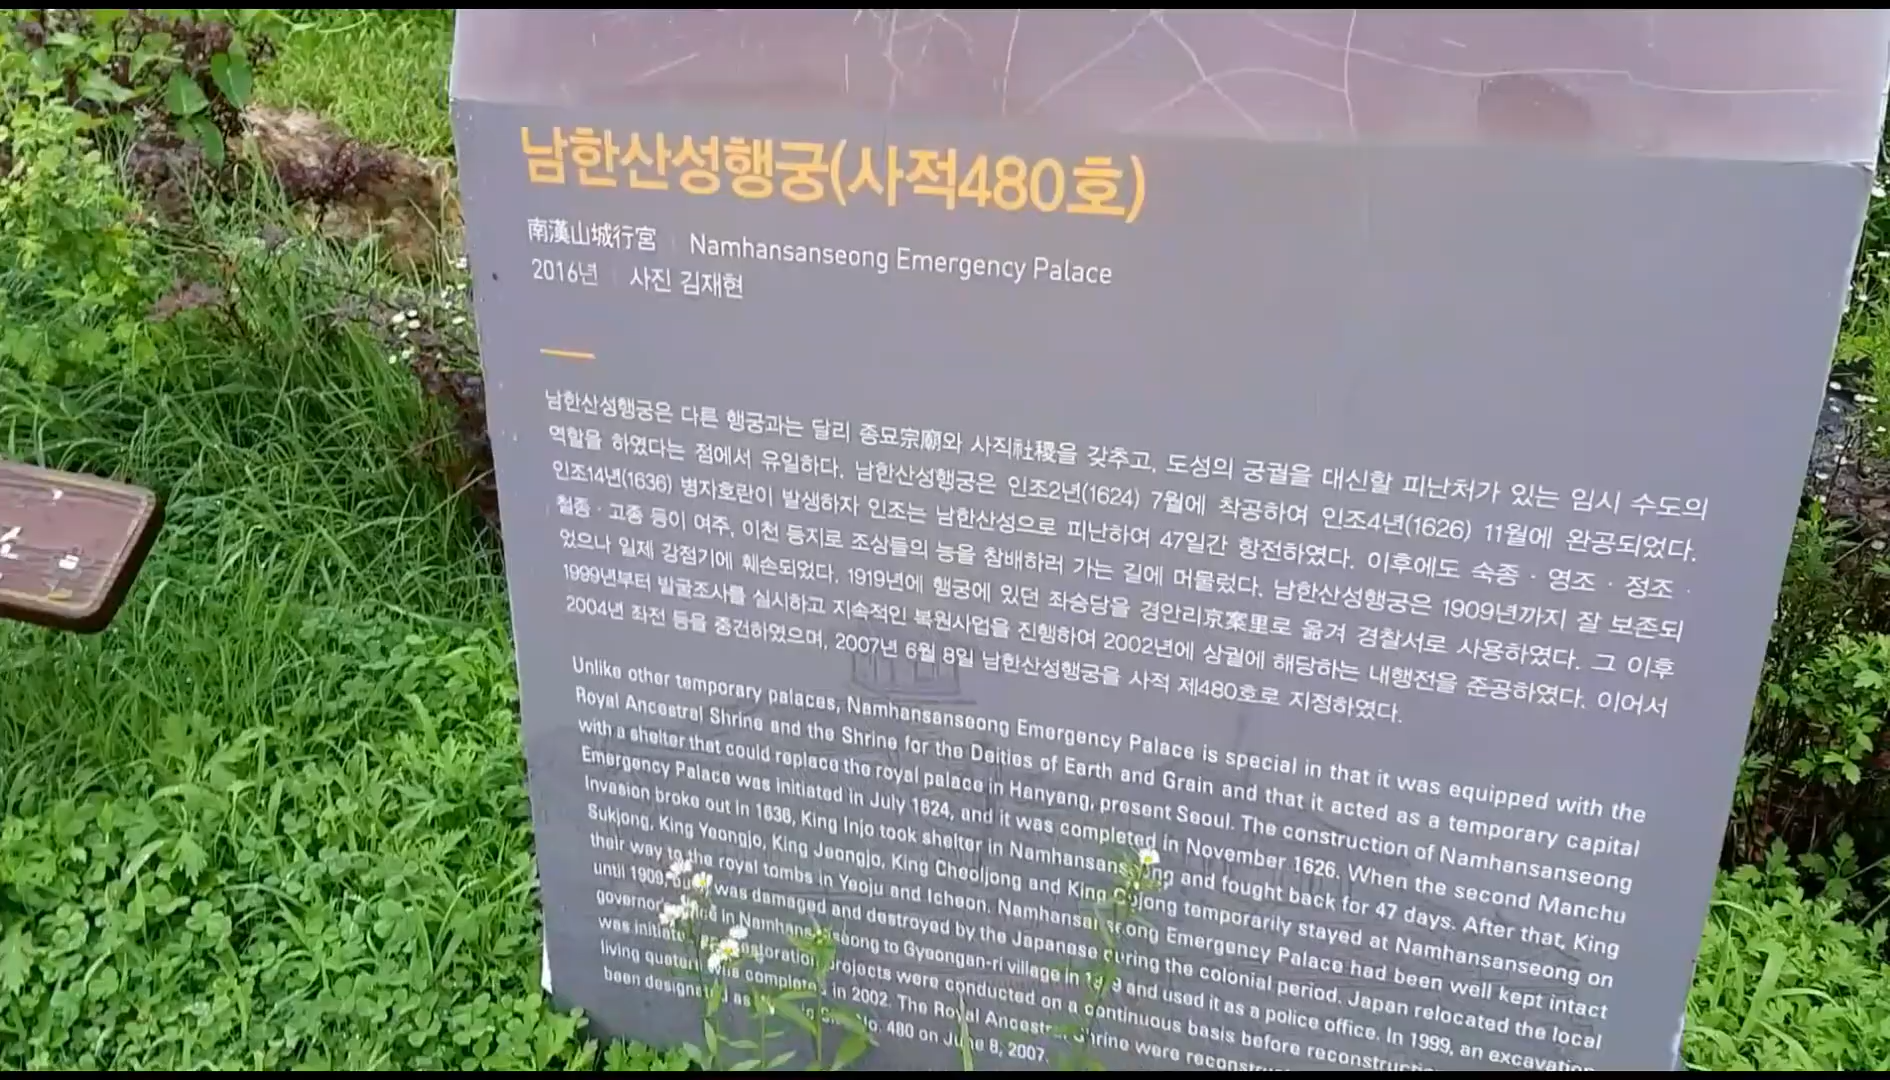 남한산성행궁(사적480호)
南漢山城行宮 | Namhansanseong Emergency Palace
2016년 | 사진 김재현
남한산성행궁은 다른 행궁과는 달리 종묘宗廟와 사직社稷을 갖추고, 도성의 궁궐을 대신할 피난처가 있는 임시 수도의
역할을 하였다는 점에서 유일하다. 남한산성행궁은 인조2년(1624) 7월에 착공하여 인조4년(1626) 11월에 완공되었다.
인조14년(1636) 병자호란이 발생하자 인조는 남한산성으로 피난하여 47일간 항전하였다. 이후에도 숙종 · 영조 · 정조 ·
철종 · 고종 등이 여주, 이천 등지로 조상들의 능을 참배하러 가는 길에 머물렀다. 남한산성행궁은 1909년까지 잘 보존되
었으나 일제 강점기에 훼손되었다. 1919년에 행궁에 있던 좌승당을 경안리京案里로 옮겨 경찰서로 사용하였다. 그 이후
1999년부터 발굴조사를 실시하고 지속적인 복원사업을 진행하여 2002년에 상궐에 해당하는 내행전을 준공하였다. 이어서
2004년 좌전 등을 중건하였으며, 2007년 6월 8일 남한산성행궁을 사적 제480호로 지정하였다.
Unlike other temporary palaces, Namhansanseong Emergency Palace is special in that it was equipped with the
Royal Ancestral Shrine and the Shrine for the Deities of Earth and Grain and that it acted as a temporary capital
with a shelter that could replace the royal palace in Hanyang, present Seoul. The construction of Namhansanseong
Emergency Palace was initiated in July 1624, and it was completed in November 1626. When the second Manchu
Invasion broke out in 1636, King Injo took shelter in Namhansanseong and fought back for 47 days. After that, King
Sukjong, King Yeongjo, King Jeongjo, King Cheoljong and King Gojong temporarily stayed at Namhansanseong on
their way to the royal tombs in Yeoju and Icheon. Namhansanseong Emergency Palace had been well kept intact
until 1909, but was damaged and destroyed by the Japanese during the colonial period. Japan relocated the local
governor in Namhansanseong to Gyeongan-ri village in 1919 and used it as a police office. In 1999, an excavation
was initiated projects were conducted on a continuous basis before
living complete in 2002. The Royal Ancestral Shrine were
been designated as No. 480 on June 8, 2007.